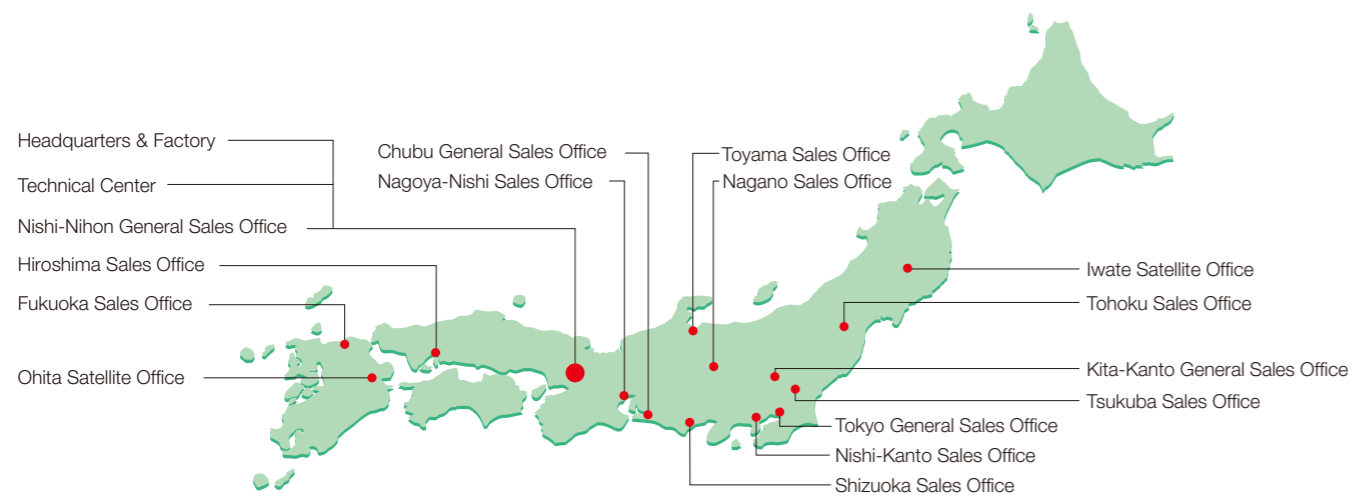 Headquarters & Factory
Technical Center
Nishi-Nihon General Sales Office
Hiroshima Sales Office
Fukuoka Sales Office
Ohita Satellite Office
Chubu General Sales Office
Nagoya-Nishi Sales Office
Toyama Sales Office
Nagano Sales Office
Iwate Satellite Office
Tohoku Sales Office
Kita-Kanto General Sales Office
Tsukuba Sales Office
Tokyo General Sales Office
Nishi-Kanto Sales Office
Shizuoka Sales Office